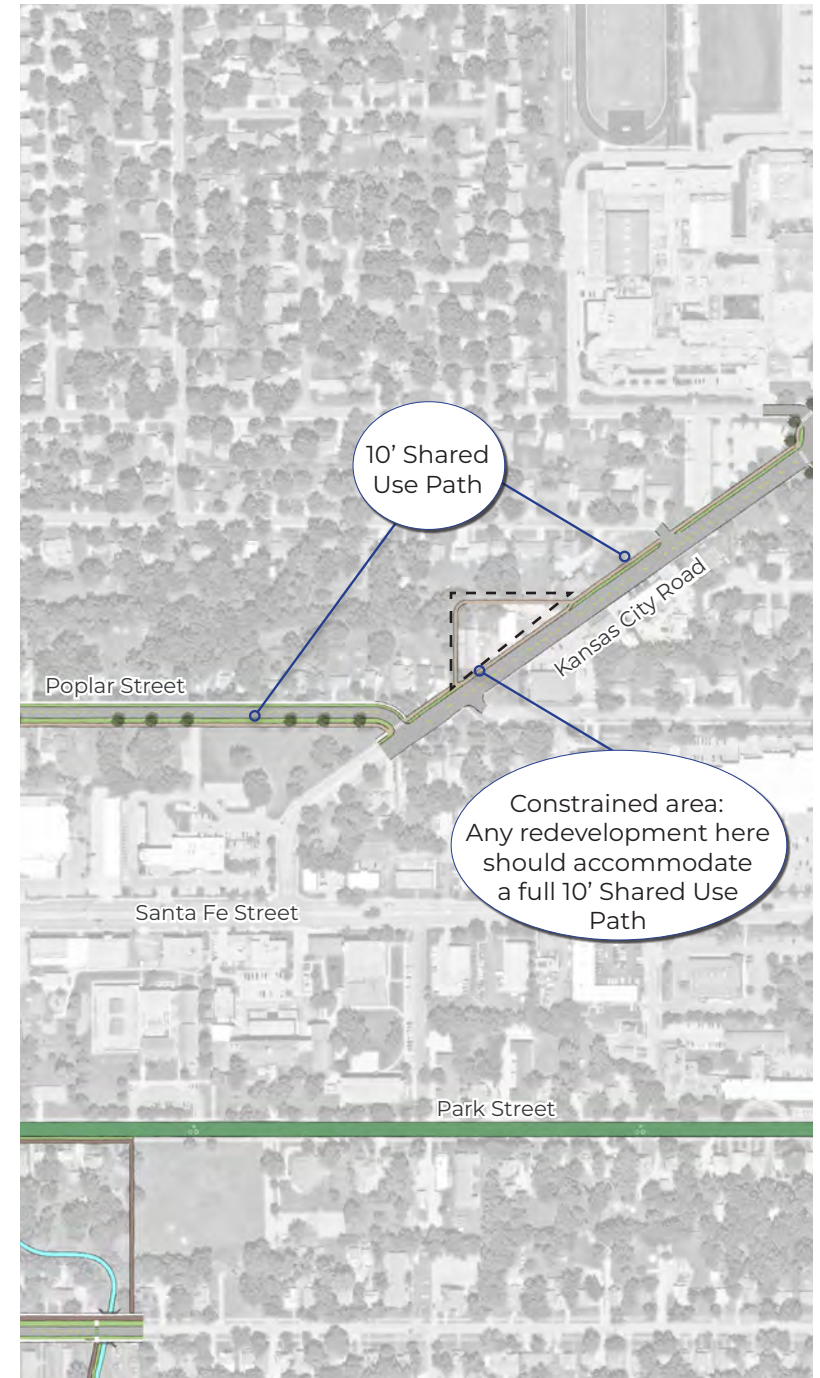 10’ Shared
Use Path
Kansas City Road
Poplar Street
Constrained area:
Any redevelopment here
should accommodate
a full 10’ Shared Use
Path
Santa Fe Street
Park Street